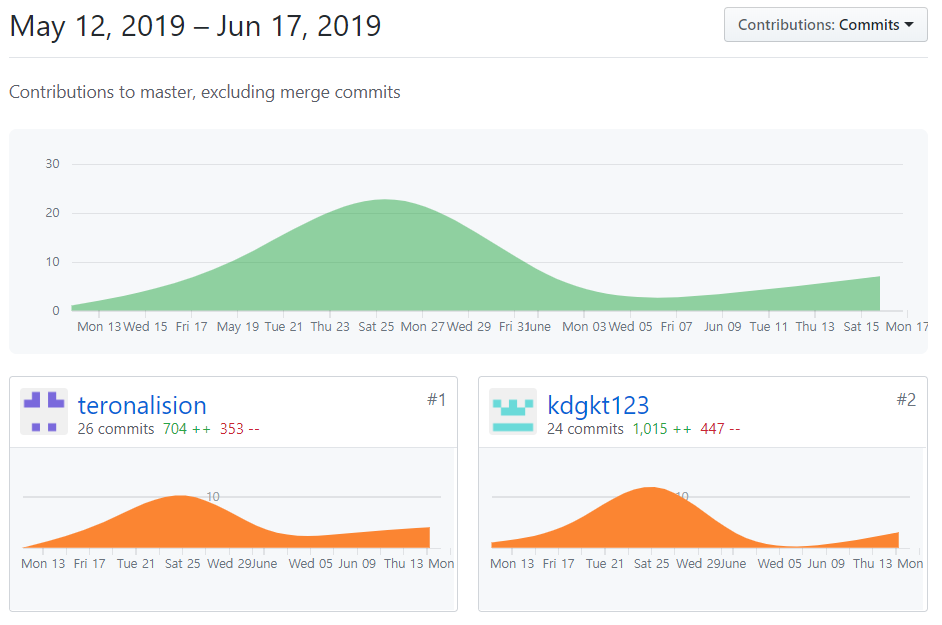 May 12, 2019 – Jun 17, 2019
Contributions: Commits
Contributions to master, excluding merge commits
30
20
10
0
Mon 13 Wed 15 Fri 17 May 19 Tue 21 Thu 23 Sat 25 Mon 27 Wed 29 Fri 31 June Mon 03 Wed 05 Fri 07 Jun 09 Tue 11 Thu 13 Sat 15 Mon 17
teronalision
#1
26 commits 704 ++ 353 --
10
Mon 13 Fri 17 Tue 21 Sat 25 Wed 29 June Wed 05 Jun 09 Thu 13 Mon
kdgkt123
#2
24 commits 1,015 ++ 447 --
10
Mon 13 Fri 17 Tue 21 Sat 25 Wed 29 June Wed 05 Jun 09 Thu 13 Mon